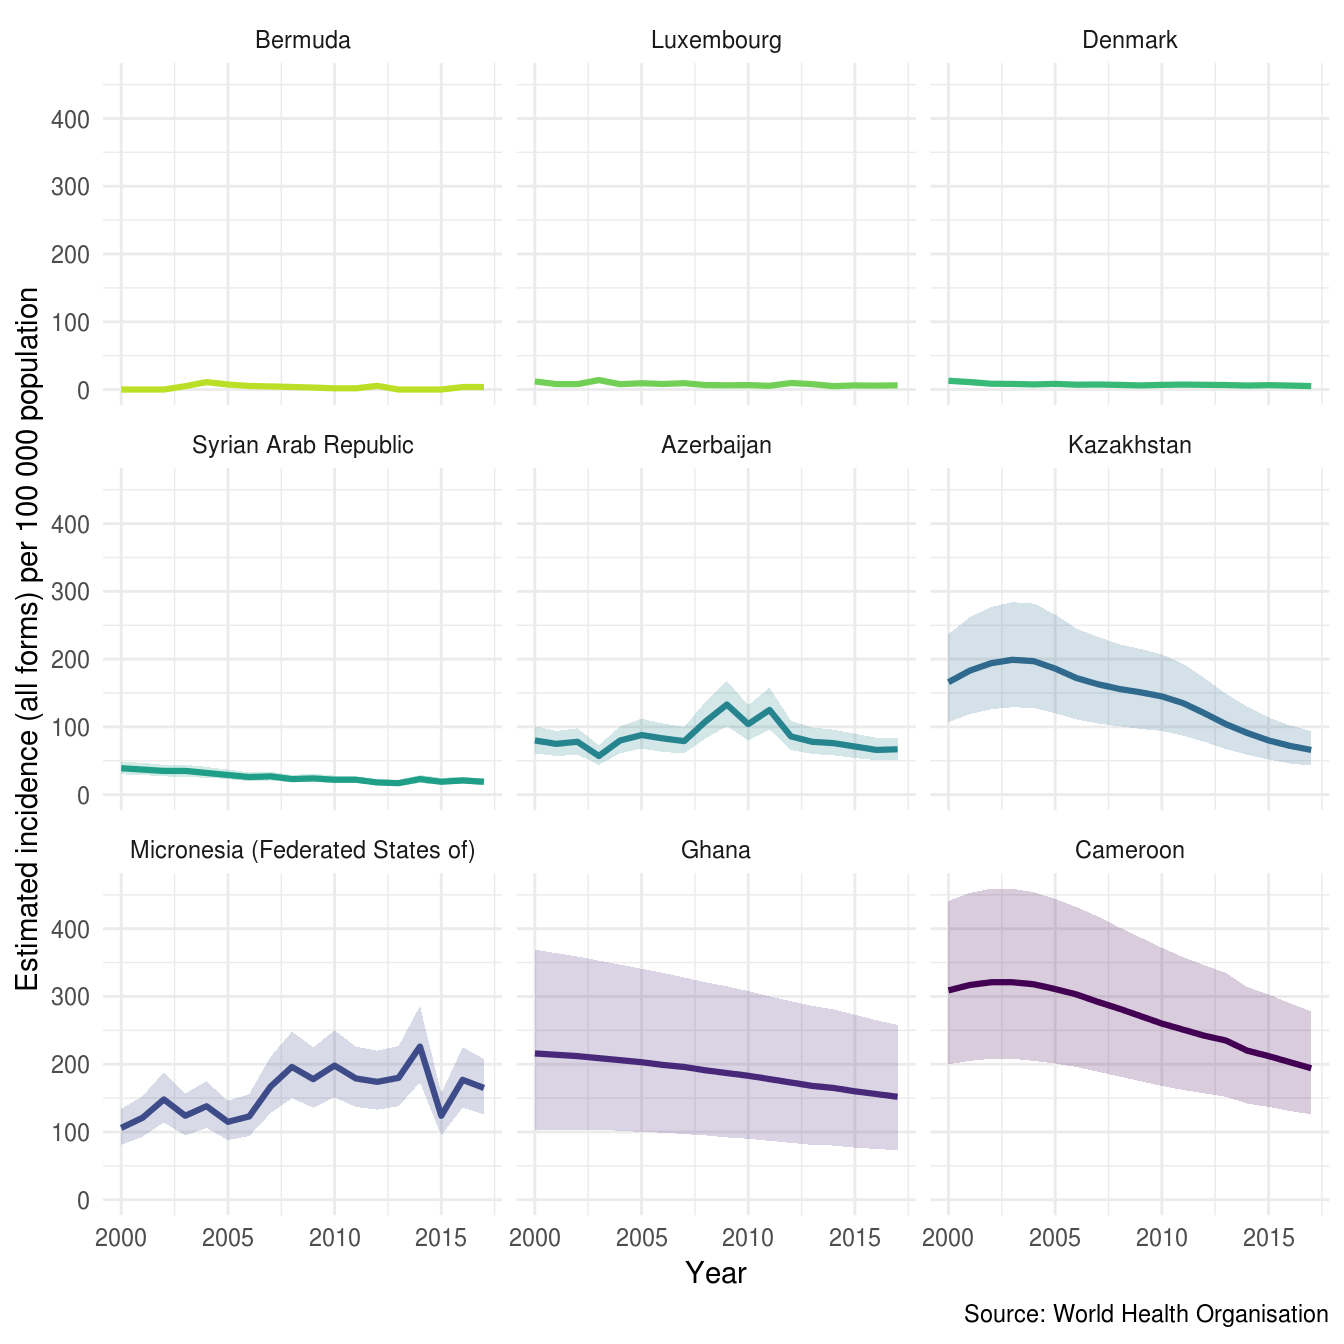 Bermuda
Luxembourg
Denmark
400
300
200
100
0
Syrian Arab Republic
Azerbaijan
Kazakhstan
400
300
200
100
0
Micronesia (Federated States of)
Ghana
Cameroon
400
300
200
100
0
2000 2005 2010 2015
2000 2005 2010 2015
2000 2005 2010 2015
Estimated incidence (all forms) per 100 000 population
Year
Source: World Health Organisation